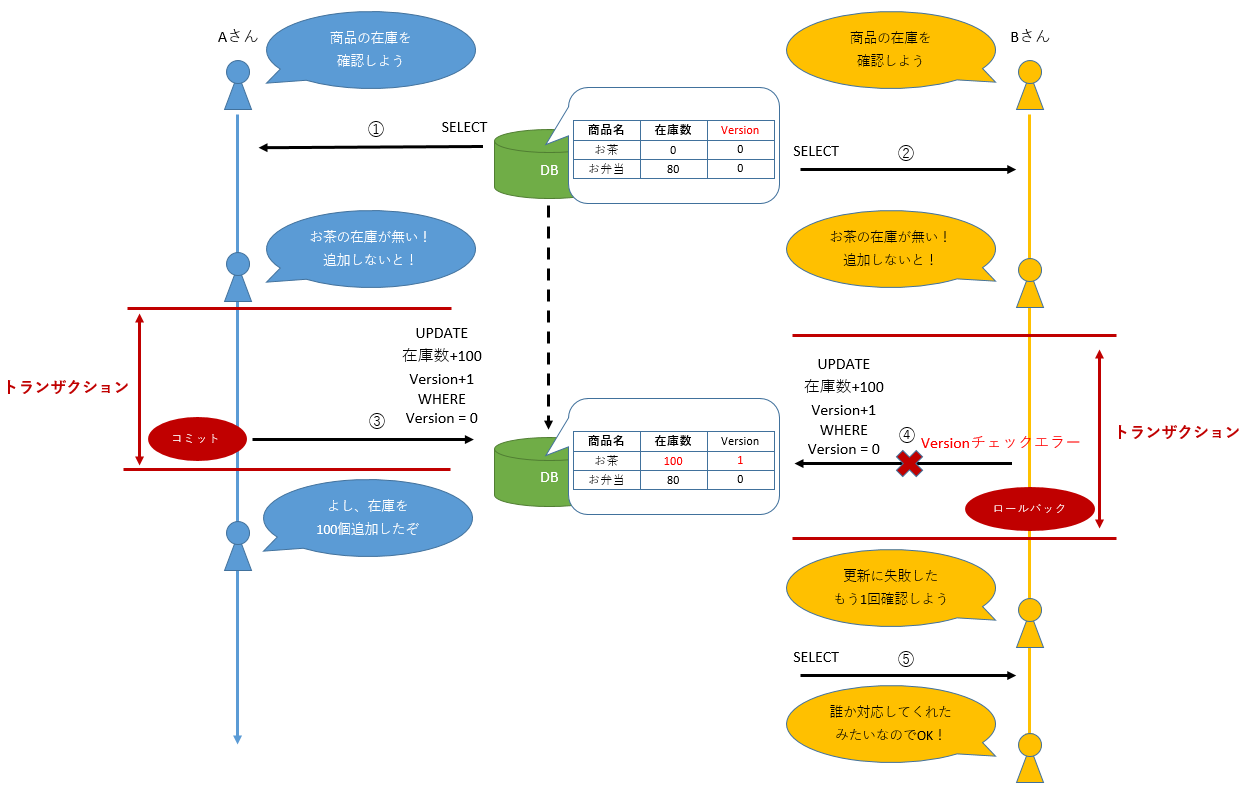 Aさん
商品の在庫を
確認しよう
商品の在庫を
確認しよう
Bさん
①
SELECT
DB
商品名 在庫数 Version
お茶 0 0
お弁当 80 0
SELECT
②
お茶の在庫が無い!
追加しないと!
お茶の在庫が無い!
追加しないと!
トランザクション
UPDATE
在庫数+100
Version+1
WHERE
Version = 0
コミット
③
DB
商品名 在庫数 Version
お茶 100 1
お弁当 80 0
UPDATE
在庫数+100
Version+1
WHERE
Version = 0
④
Versionチェックエラー
トランザクション
ロールバック
よし、在庫を
100個追加したぞ
更新に失敗した
もう1回確認しよう
SELECT
⑤
誰か対応してくれた
みたいなのでOK!